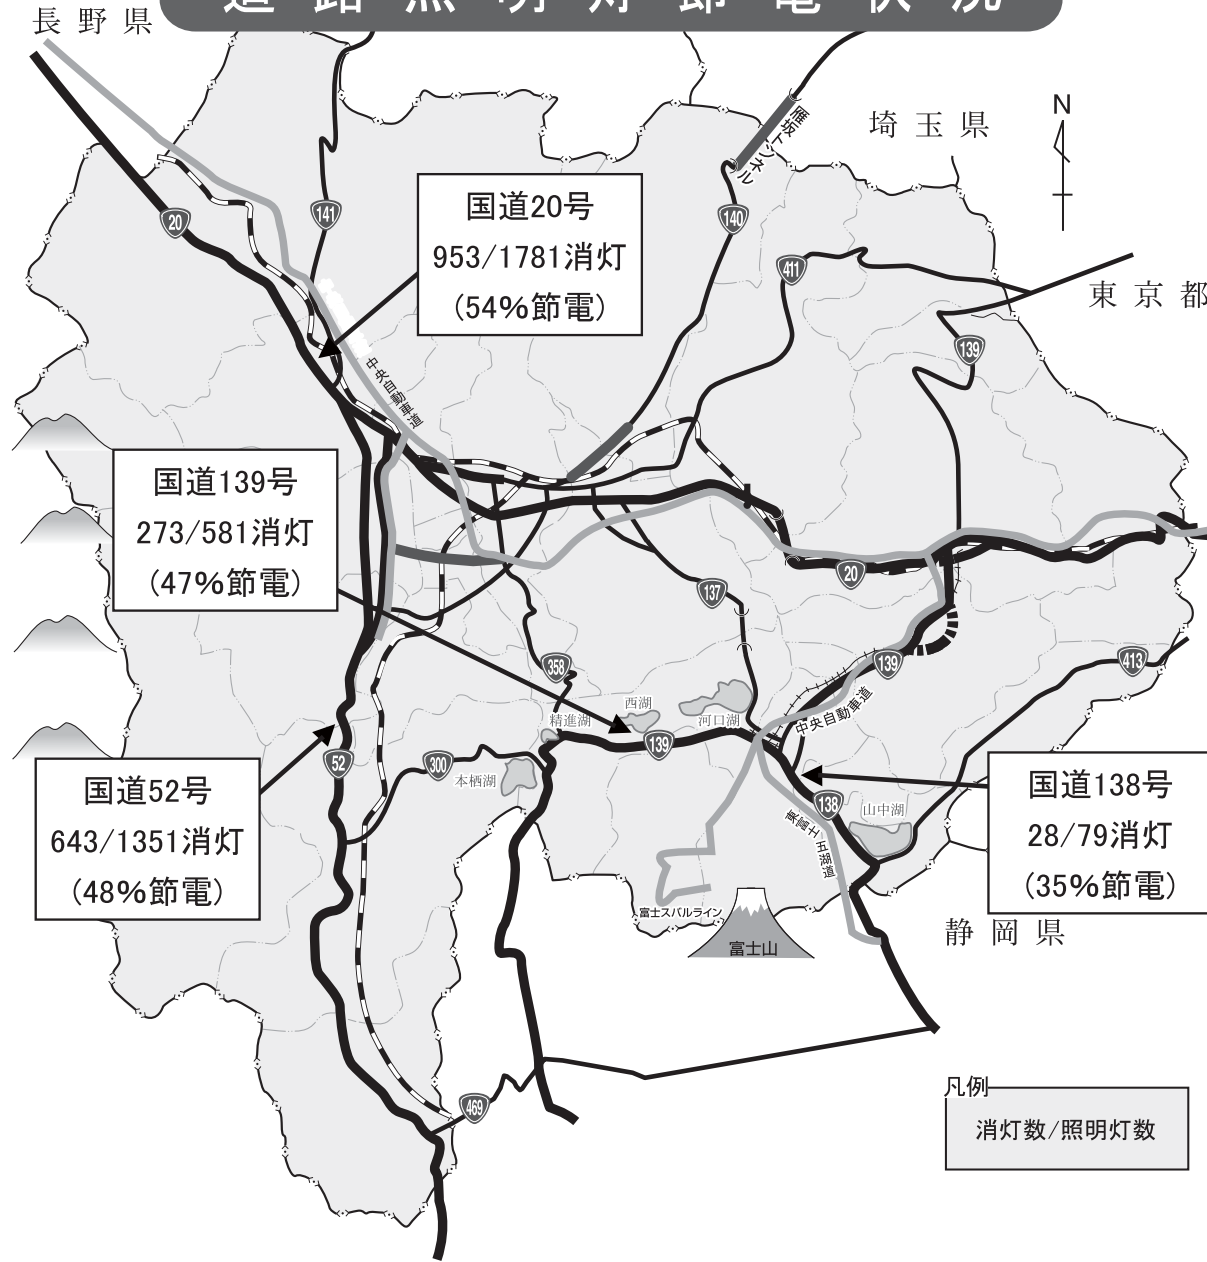 道路照明灯節電状況
長野県
埼玉県
N
雁坂トンネル
20
141
国道20号
953/1781消灯
(54%節電)
140
411
東京都
139
中央自動車道
国道139号
273/581消灯
(47%節電)
20
137
358
139
413
西湖
河口湖
精進湖
中央自動車道
139
52
300
本栖湖
国道52号
643/1351消灯
(48%節電)
138
山中湖
東富士五湖道
国道138号
28/79消灯
(35%節電)
富士スバルライン
富士山
静岡県
469
凡例
消灯数/照明灯数